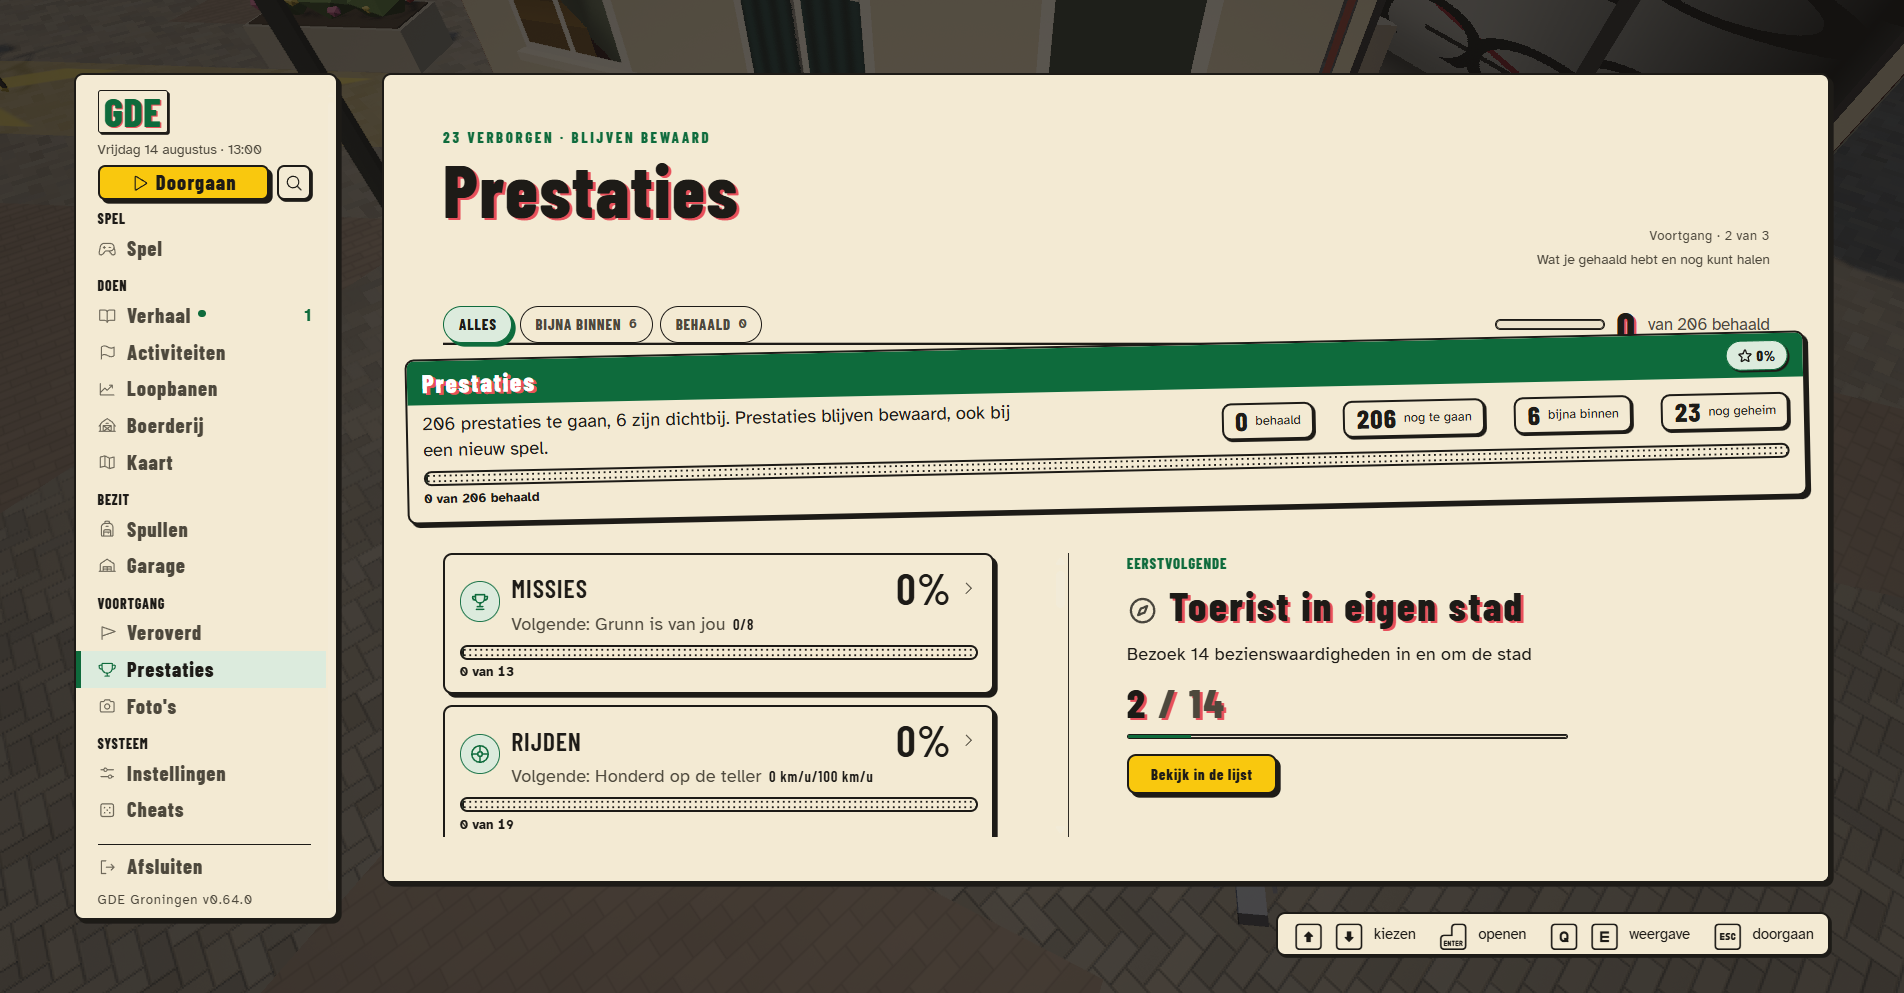 GDE
Vrijdag 14 augustus · 13:00
Doorgaan
SPEL
Spel
DOEN
Verhaal 1
Activiteiten
Loopbanen
Boerderij
Kaart
BEZIT
Spullen
Garage
VOORTGANG
Veroverd
Prestaties
Foto's
SYSTEEM
Instellingen
Cheats
Afsluiten
GDE Groningen v0.64.0
23 VERBORGEN · BLIJVEN BEWAARD
Prestaties
Voortgang · 2 van 3
Wat je gehaald hebt en nog kunt halen
ALLES BIJNA BINNEN 6 BEHAALD 0
0 van 206 behaald
Prestaties
0%
206 prestaties te gaan, 6 zijn dichtbij. Prestaties blijven bewaard, ook bij
een nieuw spel.
0 behaald 206 nog te gaan 6 bijna binnen 23 nog geheim
0 van 206 behaald
MISSIES 0%
Volgende: Grunn is van jou 0/8
0 van 13
RIJDEN 0%
Volgende: Honderd op de teller 0 km/u/100 km/u
0 van 19
EERSTVOLGENDE
Toerist in eigen stad
Bezoek 14 bezienswaardigheden in en om de stad
2 / 14
Bekijk in de lijst
kiezen ENTER openen Q E weergave ESC doorgaan